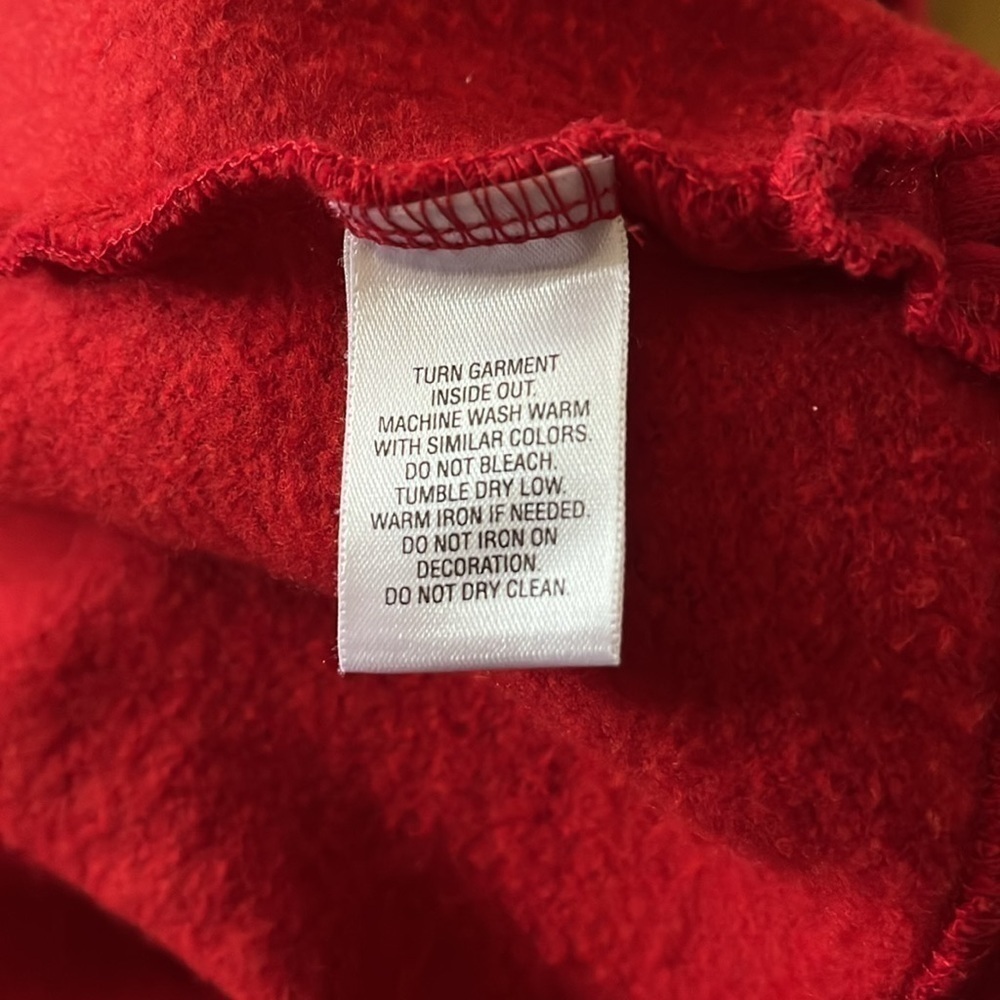 TURN GARMENT
INSIDE OUT.
MACHINE WASH WARM
WITH SIMILAR COLORS.
DO NOT BLEACH.
TUMBLE DRY LOW.
WARM IRON IF NEEDED.
DO NOT IRON ON
DECORATION.
DO NOT DRY CLEAN